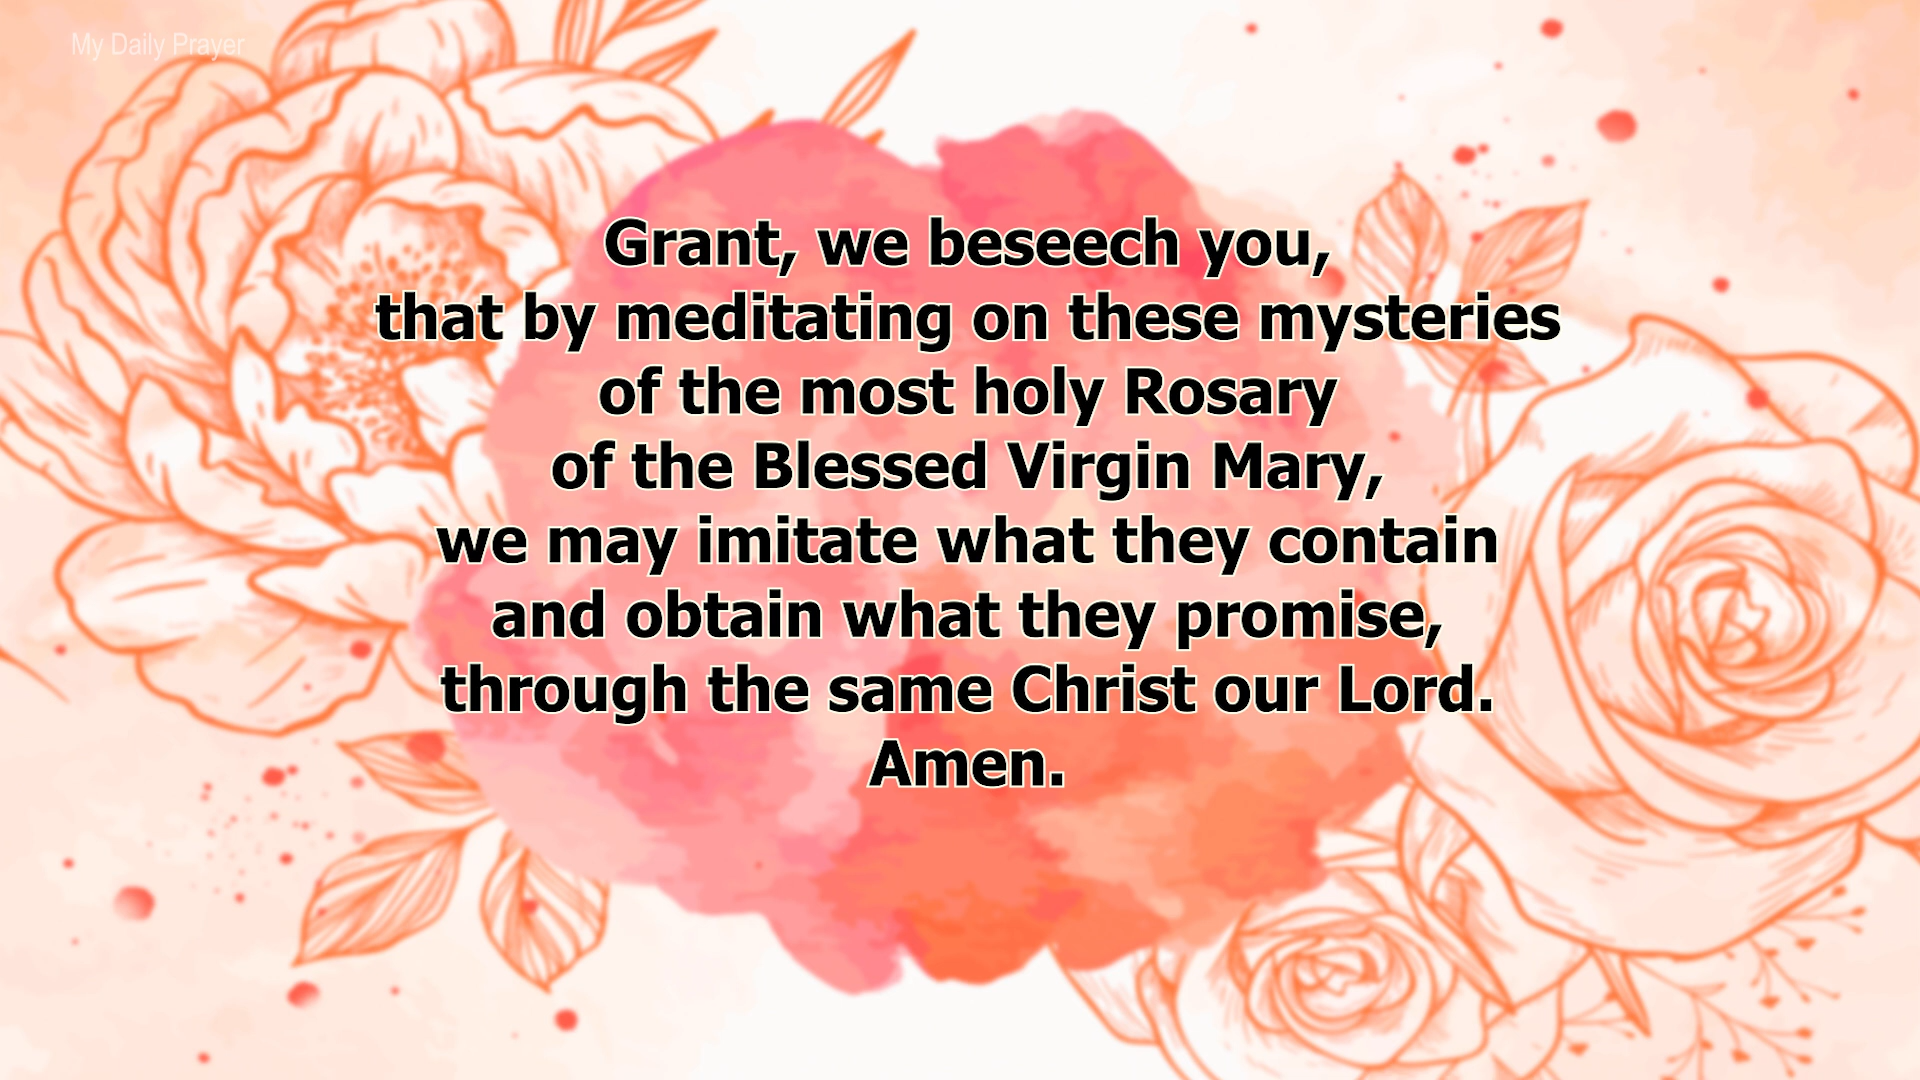 My Daily Prayer
Grant, we beseech you,
that by meditating on these mysteries
of the most holy Rosary
of the Blessed Virgin Mary,
we may imitate what they contain
and obtain what they promise,
through the same Christ our Lord.
Amen.